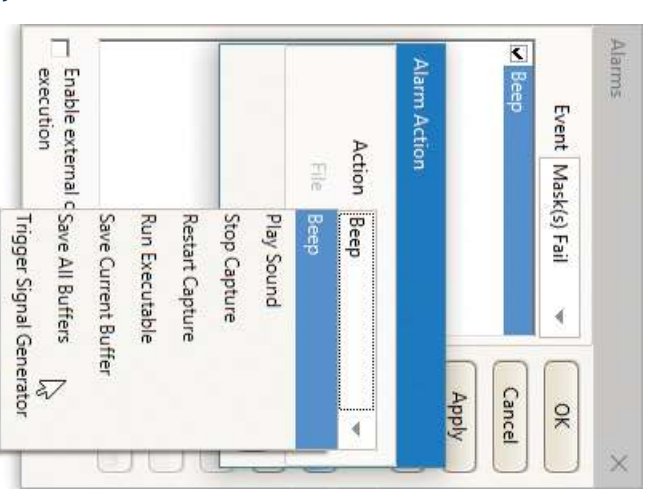 Alarms
Event Mask(s) Fail
Beep
OK
Cancel
Apply
Alarm Action
Action Beep
File
Beep
Play Sound
Stop Capture
Restart Capture
Run Executable
Save Current Buffer
Save All Buffers
Trigger Signal Generator
Enable external c
execution